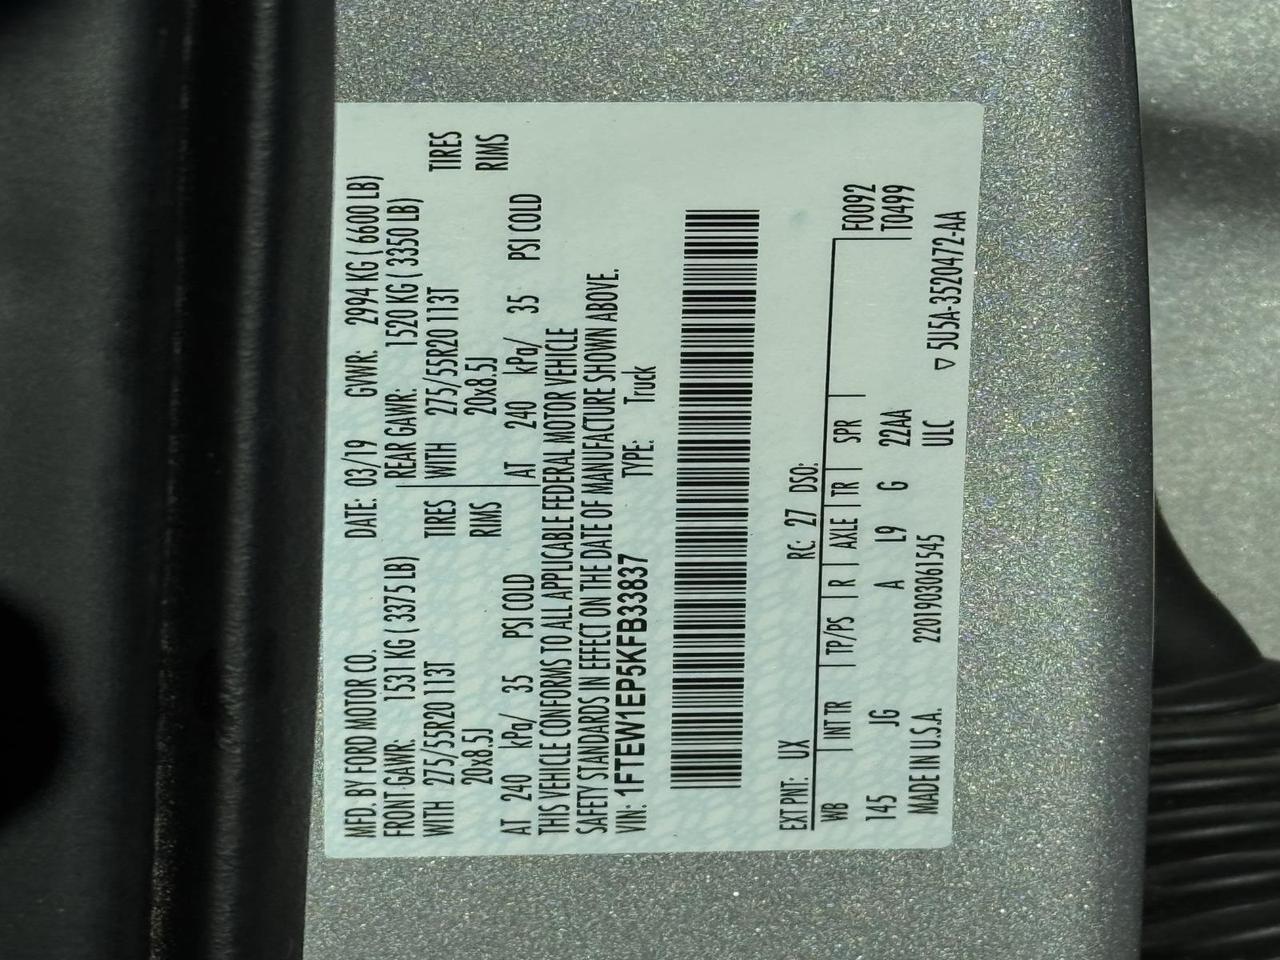 MFD. BY FORD MOTOR CO. DATE: 03/19 GVWR: 2994 KG ( 6600 LB)
FRONT GAWR: 1531 KG ( 3375 LB) REAR GAWR: 1520 KG ( 3350 LB)
WITH 275/55R20 113T TIRES WITH 275/55R20 113T TIRES
20x8.5J RIMS 20x8.5J RIMS
AT 240 kPa/ 35 PSI COLD AT 240 kPa/ 35 PSI COLD
THIS VEHICLE CONFORMS TO ALL APPLICABLE FEDERAL MOTOR VEHICLE
SAFETY STANDARDS IN EFFECT ON THE DATE OF MANUFACTURE SHOWN ABOVE.
VIN: 1FTEW1EP5KFB33837 TYPE: Truck
EXT PNT: UX RC: 27 DSO:
WB INT TR TP/PS R AXLE TR SPR F0092
145 JG A L9 G 22AA T0499
MADE IN U.S.A. 2201903061545 ULC
▽ 5U5A-3520472-AA